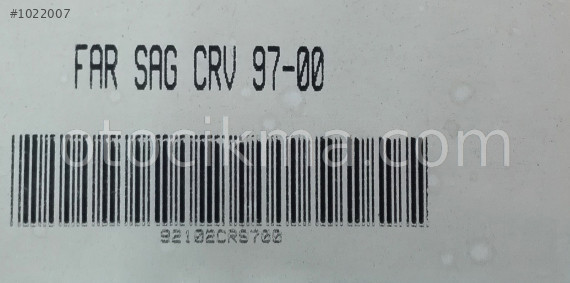 #1022007
FAR SAG CRV 97-00
otocikma.com
92102CRS700